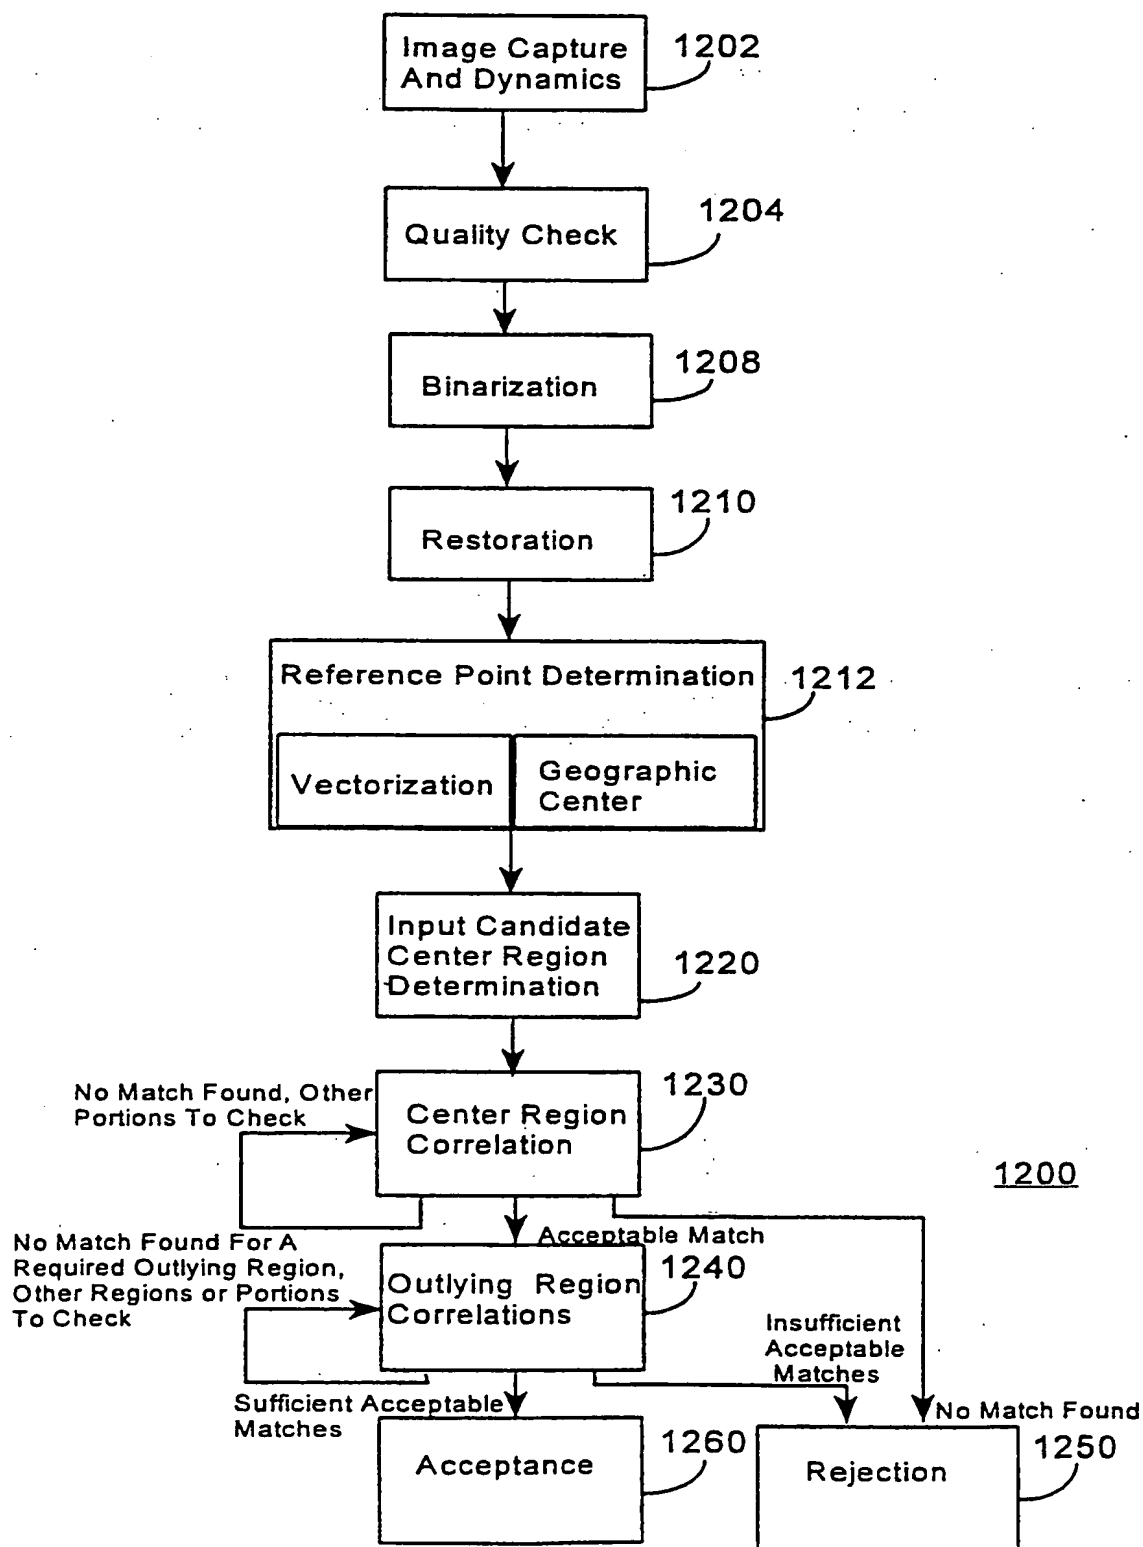 Image Capture
And Dynamics
1202
Quality Check
1204
Binarization
1208
Restoration
1210
Reference Point Determination
1212
Vectorization
Geographic
Center
Input Candidate
Center Region
Determination
1220
No Match Found, Other
Portions To Check
Center Region
Correlation
1230
1200
Acceptable Match
No Match Found For A
Required Outlying Region,
Other Regions or Portions
To Check
Outlying Region
Correlations
1240
Insufficient
Acceptable
Matches
Sufficient Acceptable
Matches
No Match Found
Acceptance
1260
Rejection
1250